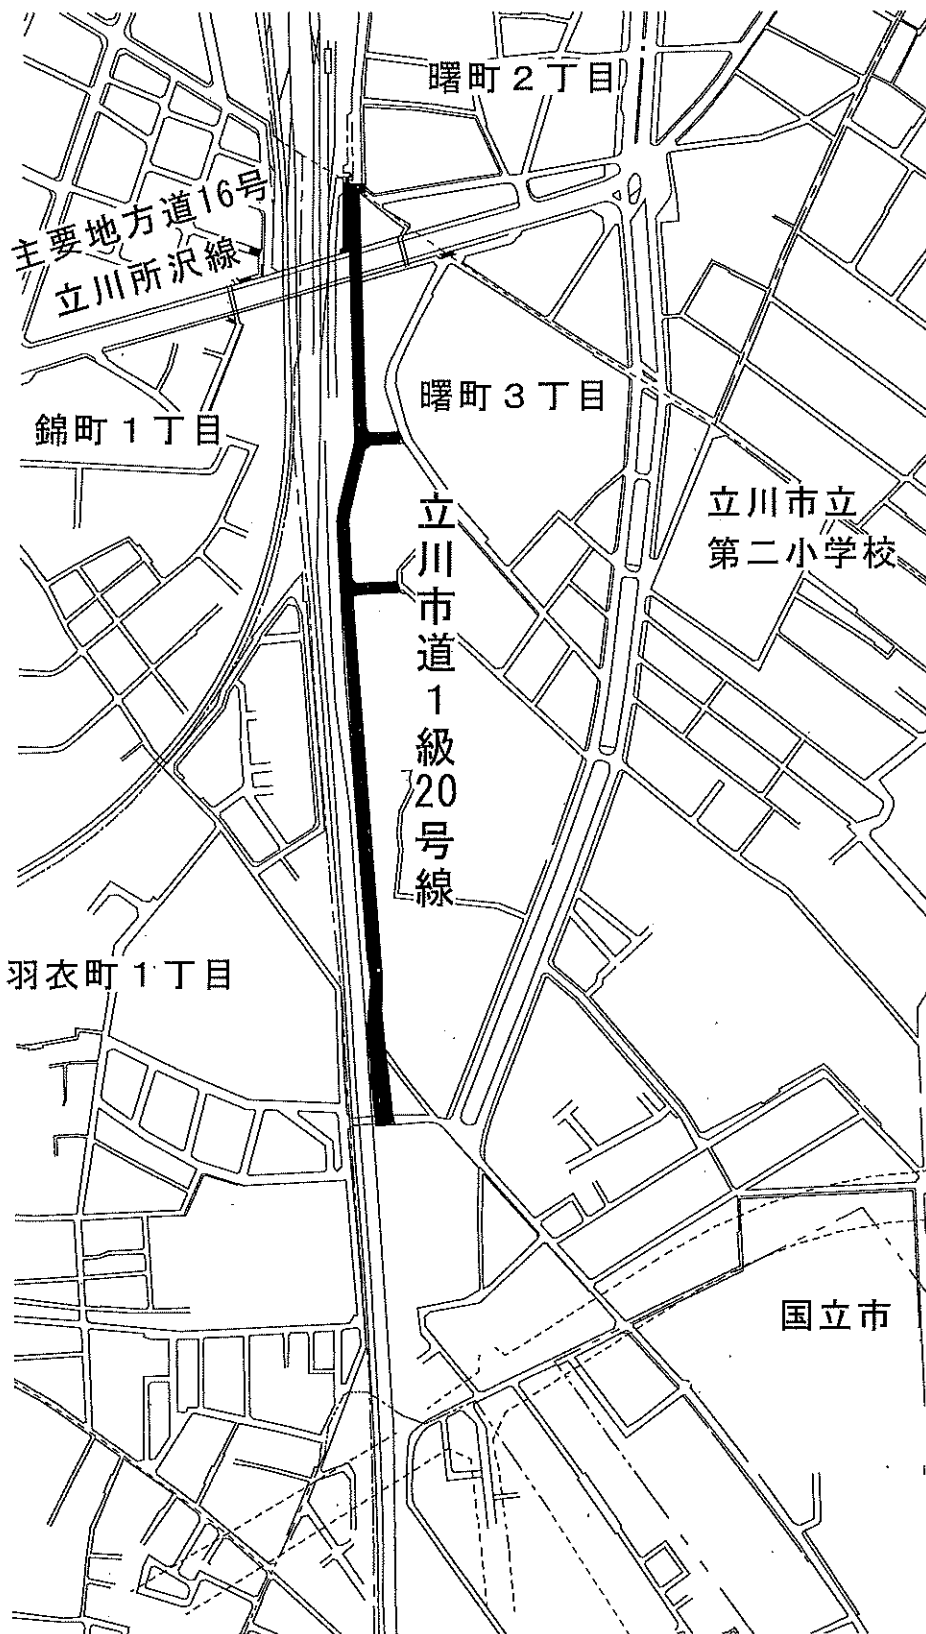 曙町２丁目
主要地方道16号
立川所沢線
曙町３丁目
錦町１丁目
立川市立
第二小学校
立川市道１級20号線
羽衣町１丁目
国立市